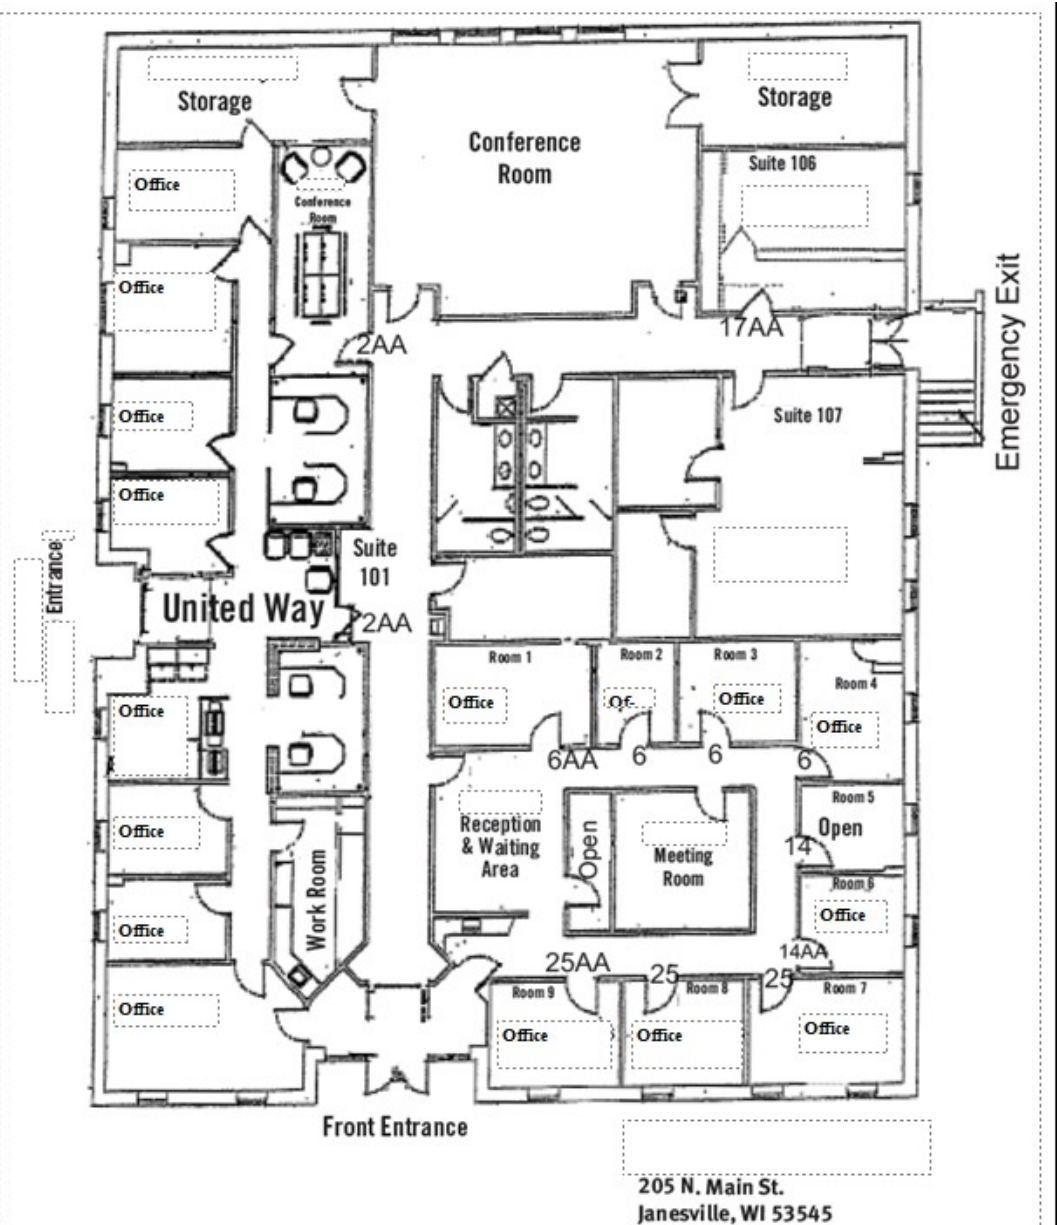 Storage
Conference
Room
Storage
Suite 106
Office
Conference
Room
Office
Emergency Exit
2AA
17AA
Office
Suite 107
Office
Suite
101
Entrance
United Way
2AA
Room 1
Room 2
Room 3
Room 4
Office
Office
Office
Office
6AA
6
6
6
Room 5
Open
Office
Reception
& Waiting
Area
Open
Meeting
Room
14
Room 6
Office
Work Room
Office
14AA
25AA
25
25
Room 9
Room 8
Room 7
Office
Office
Office
Office
Front Entrance
205 N. Main St.
Janesville, WI 53545